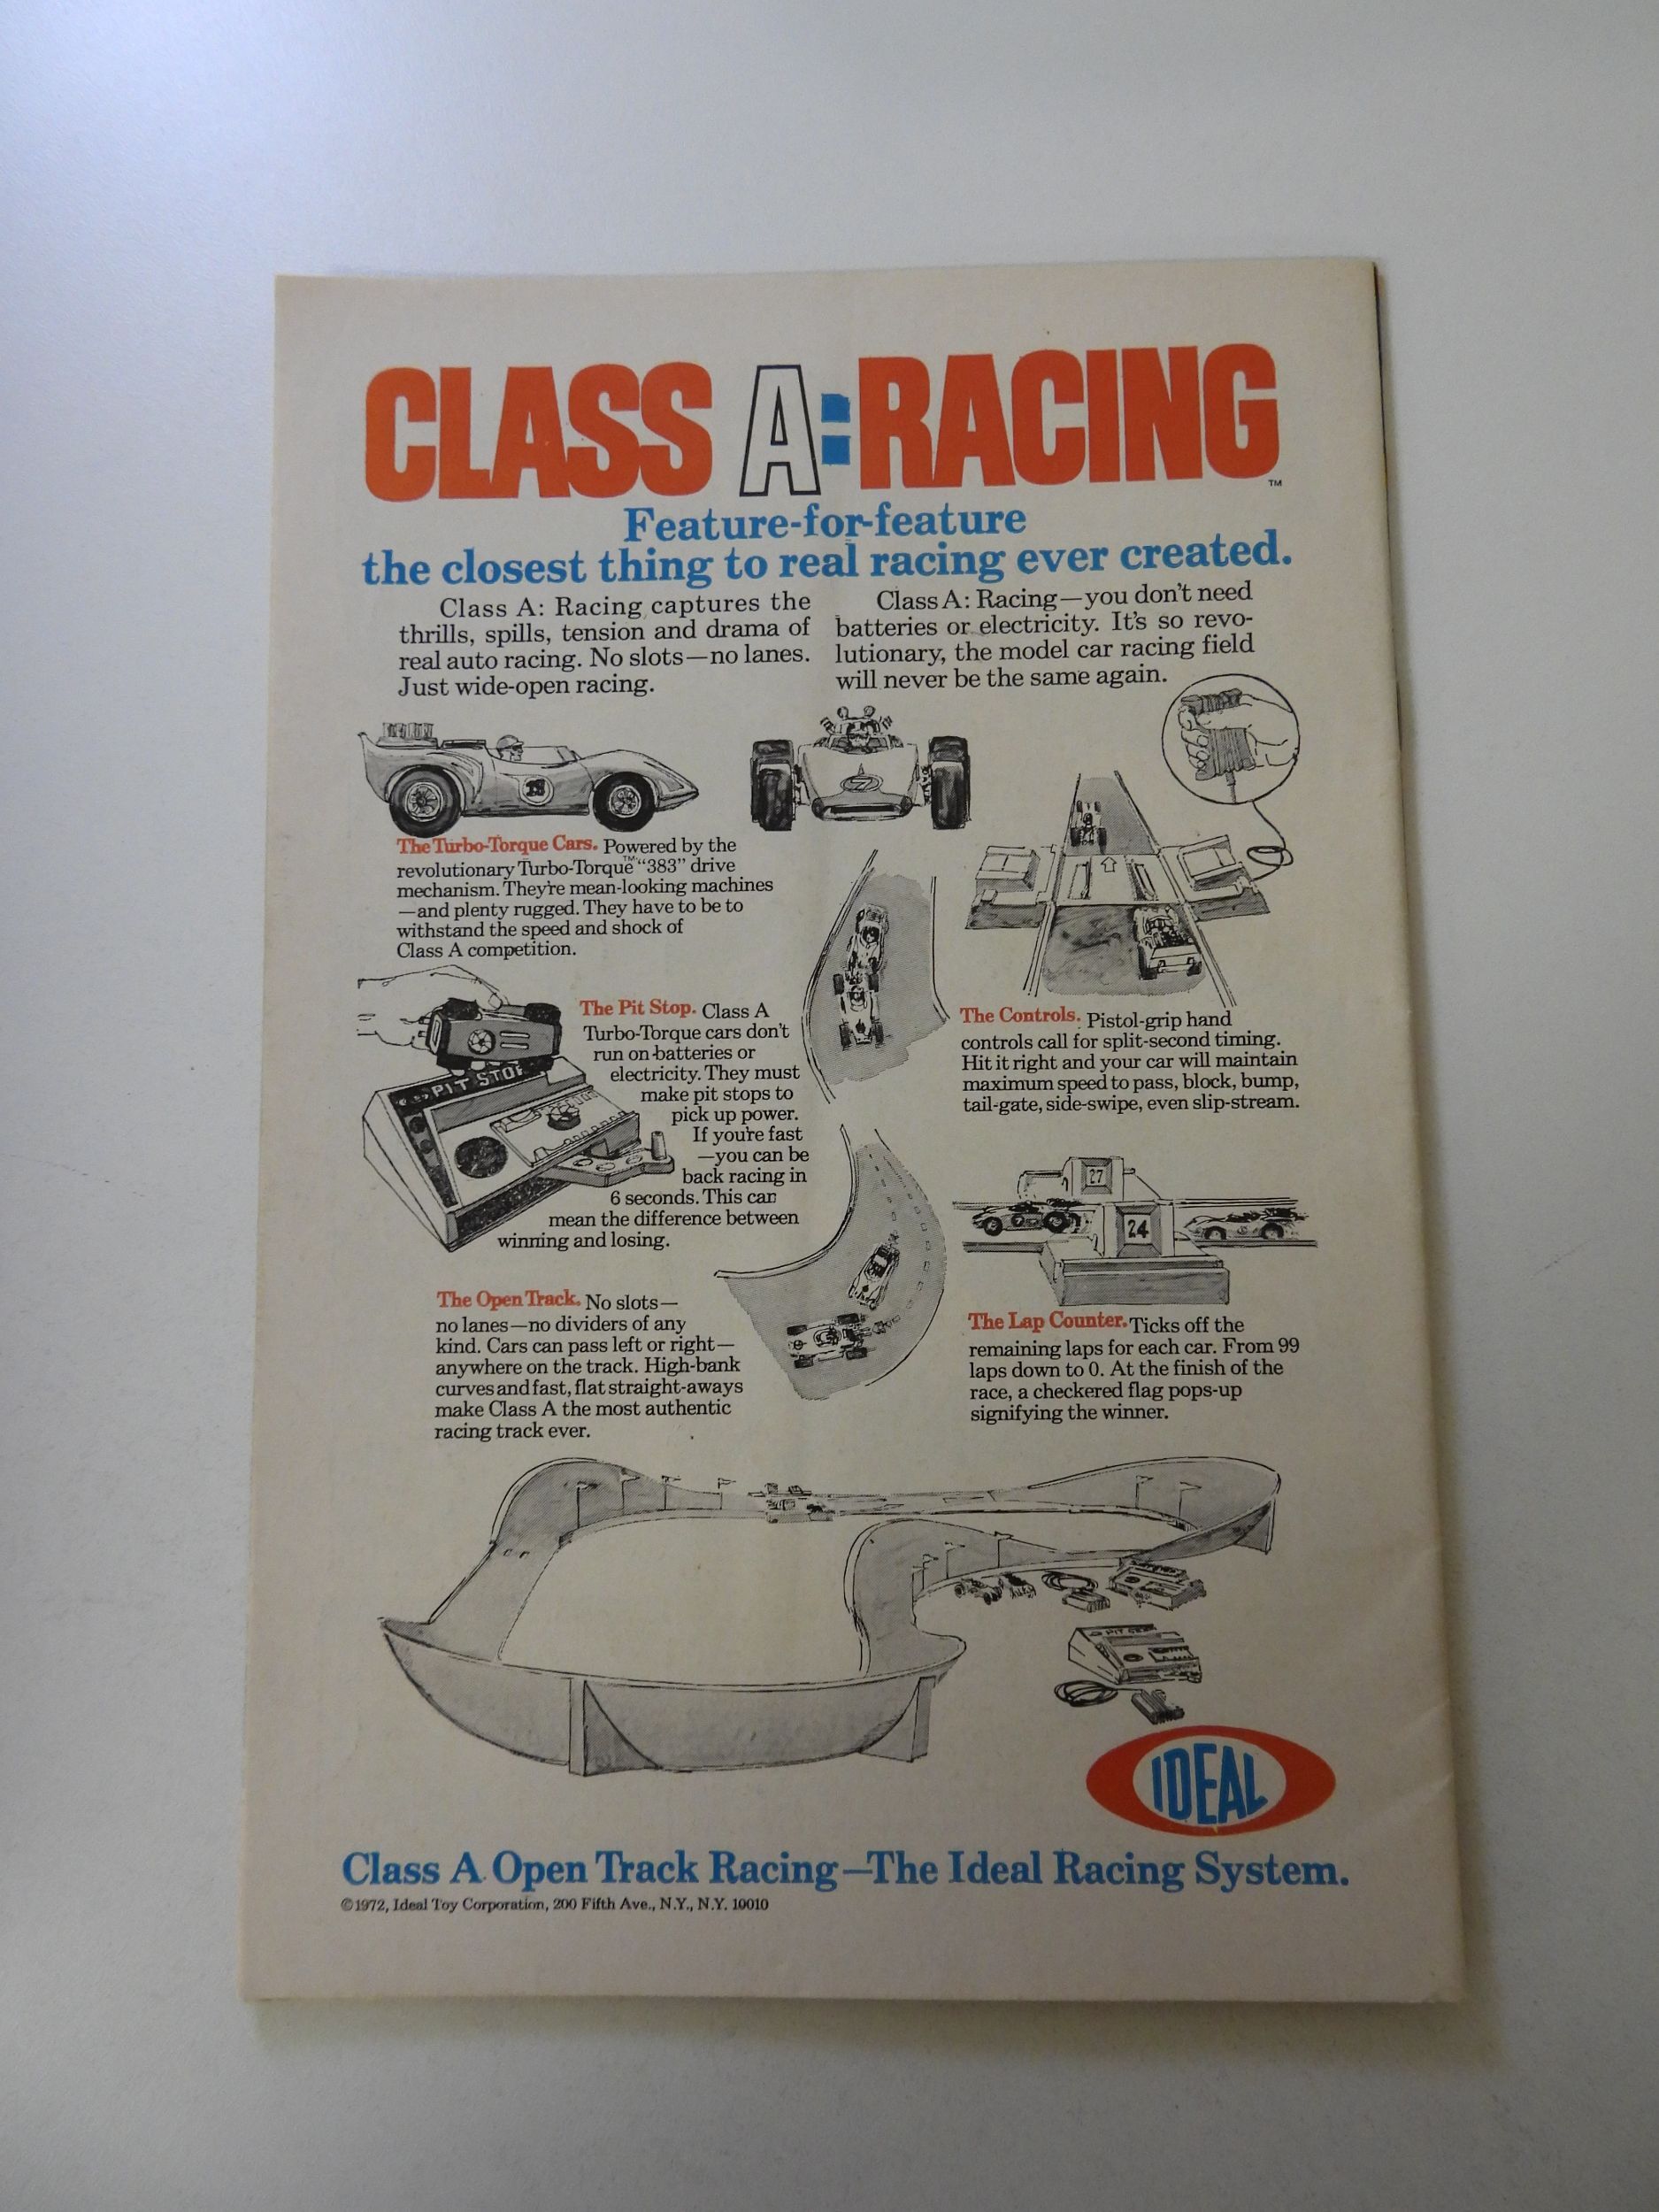 CLASS A:RACING
™
Feature-for-feature
the closest thing to real racing ever created.
Class A: Racing captures the
thrills, spills, tension and drama of
real auto racing. No slots—no lanes.
Just wide-open racing.
Class A: Racing—you don't need
batteries or electricity. It's so revo-
lutionary, the model car racing field
will never be the same again.
The Turbo-Torque Cars. Powered by the
revolutionary Turbo-Torque™ "383" drive
mechanism. They're mean-looking machines
—and plenty rugged. They have to be to
withstand the speed and shock of
Class A competition.
PIT STOP
The Pit Stop. Class A
Turbo-Torque cars don't
run on batteries or
electricity. They must
make pit stops to
pick up power.
If you're fast
—you can be
back racing in
6 seconds. This can
mean the difference between
winning and losing.
The Controls. Pistol-grip hand
controls call for split-second timing.
Hit it right and your car will maintain
maximum speed to pass, block, bump,
tail-gate, side-swipe, even slip-stream.
27
24
The Open Track. No slots—
no lanes—no dividers of any
kind. Cars can pass left or right—
anywhere on the track. High-bank
curves and fast, flat straight-aways
make Class A the most authentic
racing track ever.
The Lap Counter. Ticks off the
remaining laps for each car. From 99
laps down to 0. At the finish of the
race, a checkered flag pops-up
signifying the winner.
IDEAL
Class A Open Track Racing—The Ideal Racing System.
©1972, Ideal Toy Corporation, 200 Fifth Ave., N.Y., N.Y. 10010